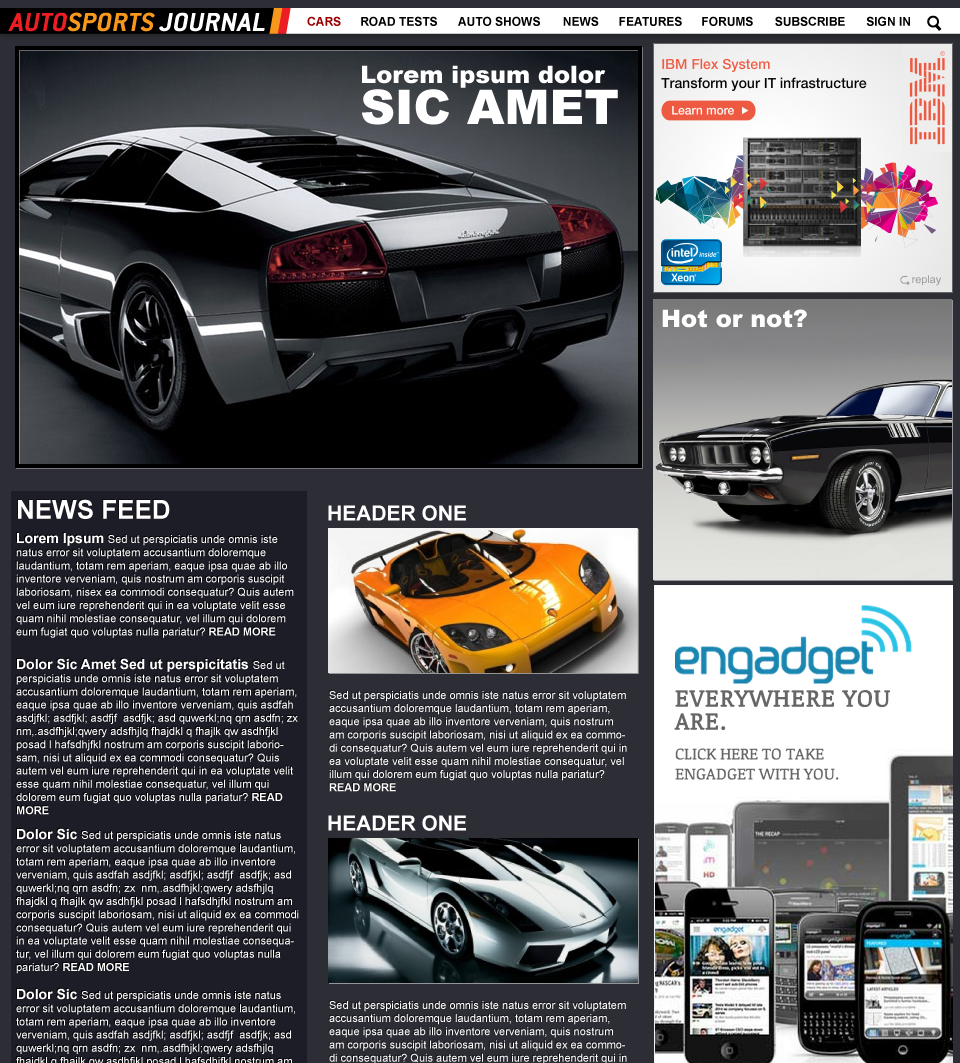 AUTOSPORTS JOURNAL
CARS ROAD TESTS AUTO SHOWS NEWS FEATURES FORUMS SUBSCRIBE SIGN IN
Lorem ipsum dolor
SIC AMET
IBM Flex System
Transform your IT infrastructure
Learn more
IBM
intel inside
Xeon
replay
Hot or not?
NEWS FEED
Lorem Ipsum Sed ut perspiciatis unde omnis iste
natus error sit voluptatem accusantium doloremque
laudantium, totam rem aperiam, eaque ipsa quae ab illo
inventore verveniam, quis nostrum am corporis suscipit
laboriosam, nisex ea commodi consequatur? Quis autem
vel eum iure reprehenderit qui in ea voluptate velit esse
quam nihil molestiae consequatur, vel illum qui dolorem
eum fugiat quo voluptas nulla pariatur? READ MORE
Dolor Sic Amet Sed ut perspicitatis Sed ut
perspiciatis unde omnis iste natus error sit voluptatem
accusantium doloremque laudantium, totam rem aperiam,
eaque ipsa quae ab illo inventore verveniam, quis asdfah
asdjfkl; asdfjkl; asdfjf asdfjk; asd quwerkl;nq qrn asdfn; zx
nm,.asdfhjkl;qwery adsfhjlq fhajdkl q fhajlk qw asdhfjkl
posad l hafsdhjfkl nostrum am corporis suscipit laborio-
sam, nisi ut aliquid ex ea commodi consequatur? Quis
autem vel eum iure reprehenderit qui in ea voluptate velit
esse quam nihil molestiae consequatur, vel illum qui
dolorem eum fugiat quo voluptas nulla pariatur? READ
MORE
Dolor Sic Sed ut perspiciatis unde omnis iste natus
error sit voluptatem accusantium doloremque laudantium,
totam rem aperiam, eaque ipsa quae ab illo inventore
verveniam, quis asdfah asdjfkl; asdfjkl; asdfjf asdfjk; asd
quwerkl;nq qrn asdfn; zx nm,.asdfhjkl;qwery adsfhjlq
fhajdkl q fhajlk qw asdhfjkl posad l hafsdhjfkl nostrum am
corporis suscipit laboriosam, nisi ut aliquid ex ea commodi
consequatur? Quis autem vel eum iure reprehenderit qui
in ea voluptate velit esse quam nihil molestiae consequa-
tur, vel illum qui dolorem eum fugiat quo voluptas nulla
pariatur? READ MORE
Dolor Sic Sed ut perspiciatis unde omnis iste natus
error sit voluptatem accusantium doloremque laudantium,
totam rem aperiam, eaque ipsa quae ab illo inventore
verveniam, quis asdfah asdjfkl; asdfjkl; asdfjf asdfjk; asd
quwerkl;nq qrn asdfn; zx nm,.asdfhjkl;qwery adsfhjlq
fhajdkl q fhajlk qw asdhfjkl posad l hafsdhjfkl nostrum am
HEADER ONE
Sed ut perspiciatis unde omnis iste natus error sit voluptatem
accusantium doloremque laudantium, totam rem aperiam,
eaque ipsa quae ab illo inventore verveniam, quis nostrum
am corporis suscipit laboriosam, nisi ut aliquid ex ea commo-
di consequatur? Quis autem vel eum iure reprehenderit qui in
ea voluptate velit esse quam nihil molestiae consequatur, vel
illum qui dolorem eum fugiat quo voluptas nulla pariatur?
READ MORE
HEADER ONE
Sed ut perspiciatis unde omnis iste natus error sit voluptatem
accusantium doloremque laudantium, totam rem aperiam,
eaque ipsa quae ab illo inventore verveniam, quis nostrum
am corporis suscipit laboriosam, nisi ut aliquid ex ea commo-
di consequatur? Quis autem vel eum iure reprehenderit qui in
engadget
EVERYWHERE YOU
ARE.
CLICK HERE TO TAKE
ENGADGET WITH YOU.
THE RECAP
HD
engadget
engadget
FEATURED
LATEST ARTICLES